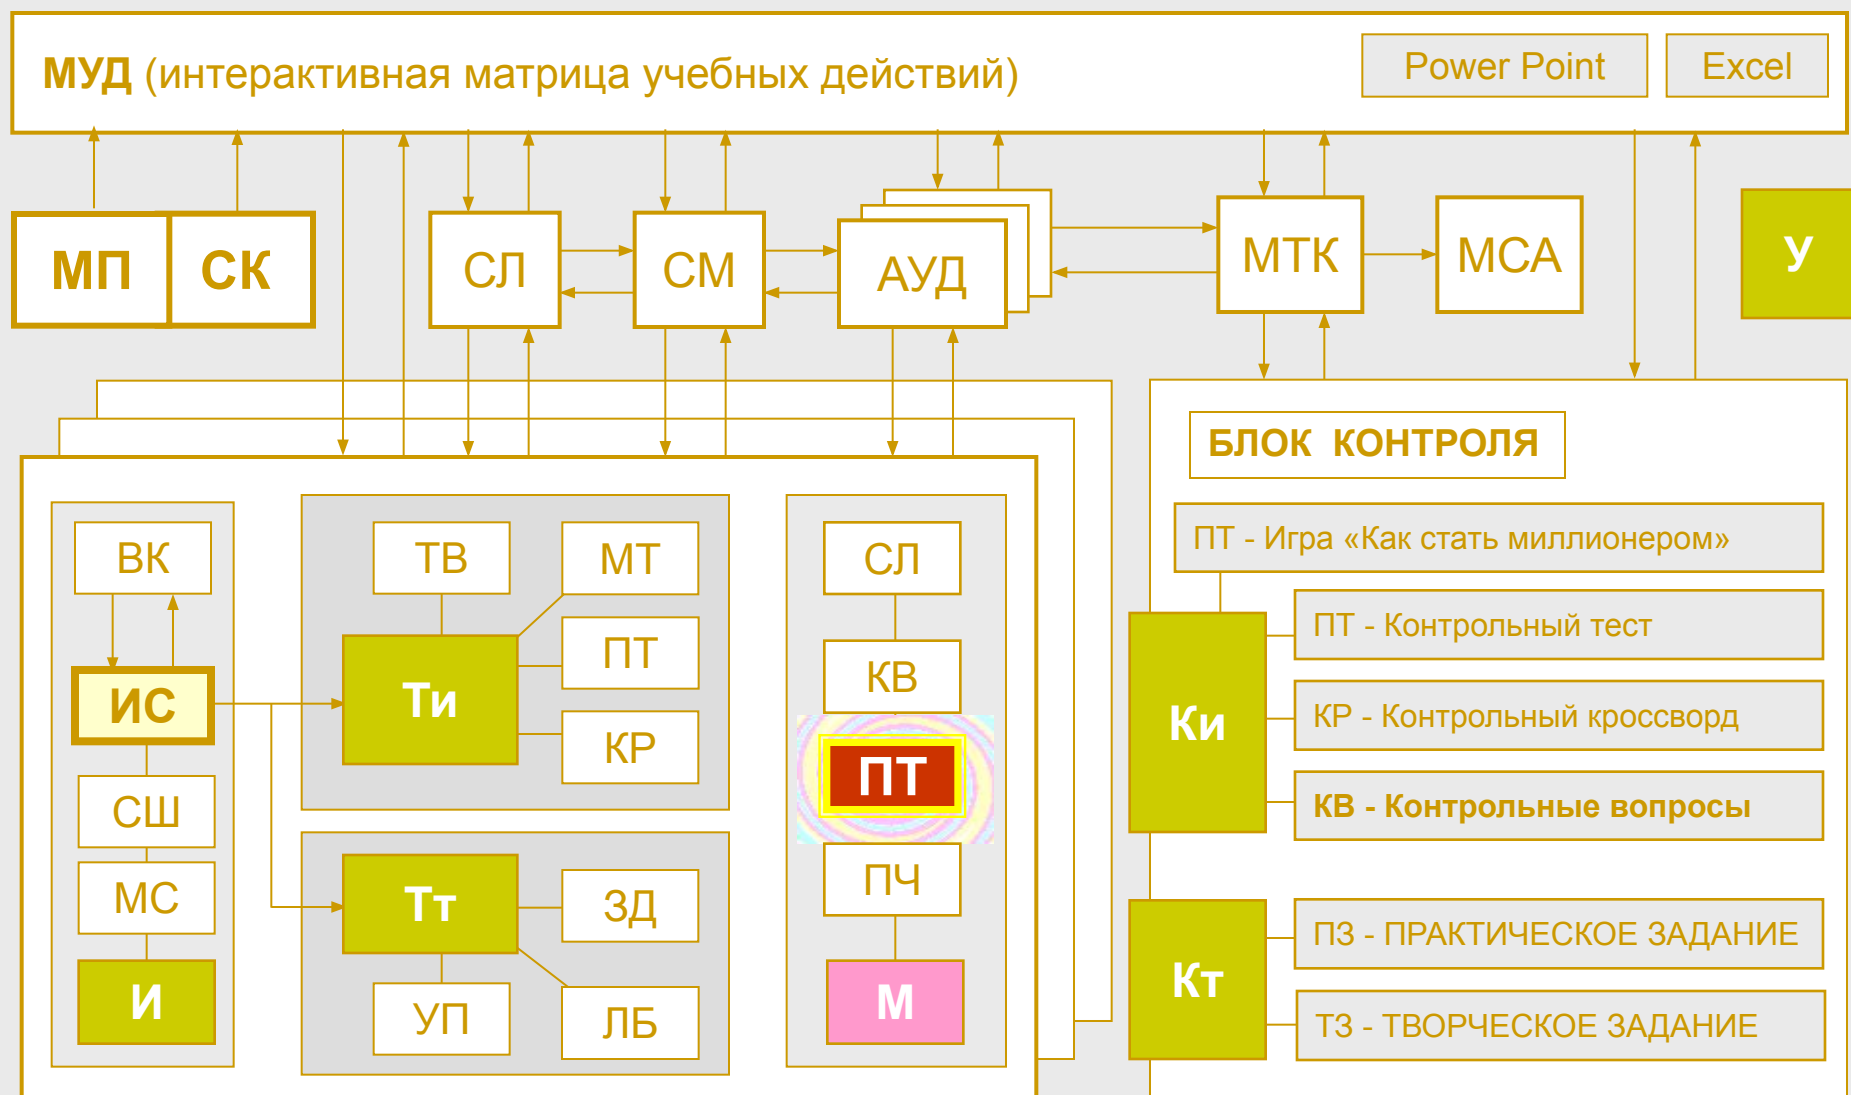 МУД (интерактивная матрица учебных действий)
Power Point
Excel
МП
СК
СЛ
СМ
АУД
МТК
МСА
У
ВК
ИС
СШ
МС
И
ТВ
МТ
ПТ
КР
Ти
Тт
ЗД
УП
ЛБ
СЛ
КВ
ПТ
ПЧ
М
БЛОК КОНТРОЛЯ
ПТ - Игра «Как стать миллионером»
Ки
ПТ - Контрольный тест
КР - Контрольный кроссворд
КВ - Контрольные вопросы
Кт
ПЗ - ПРАКТИЧЕСКОЕ ЗАДАНИЕ
ТЗ - ТВОРЧЕСКОЕ ЗАДАНИЕ